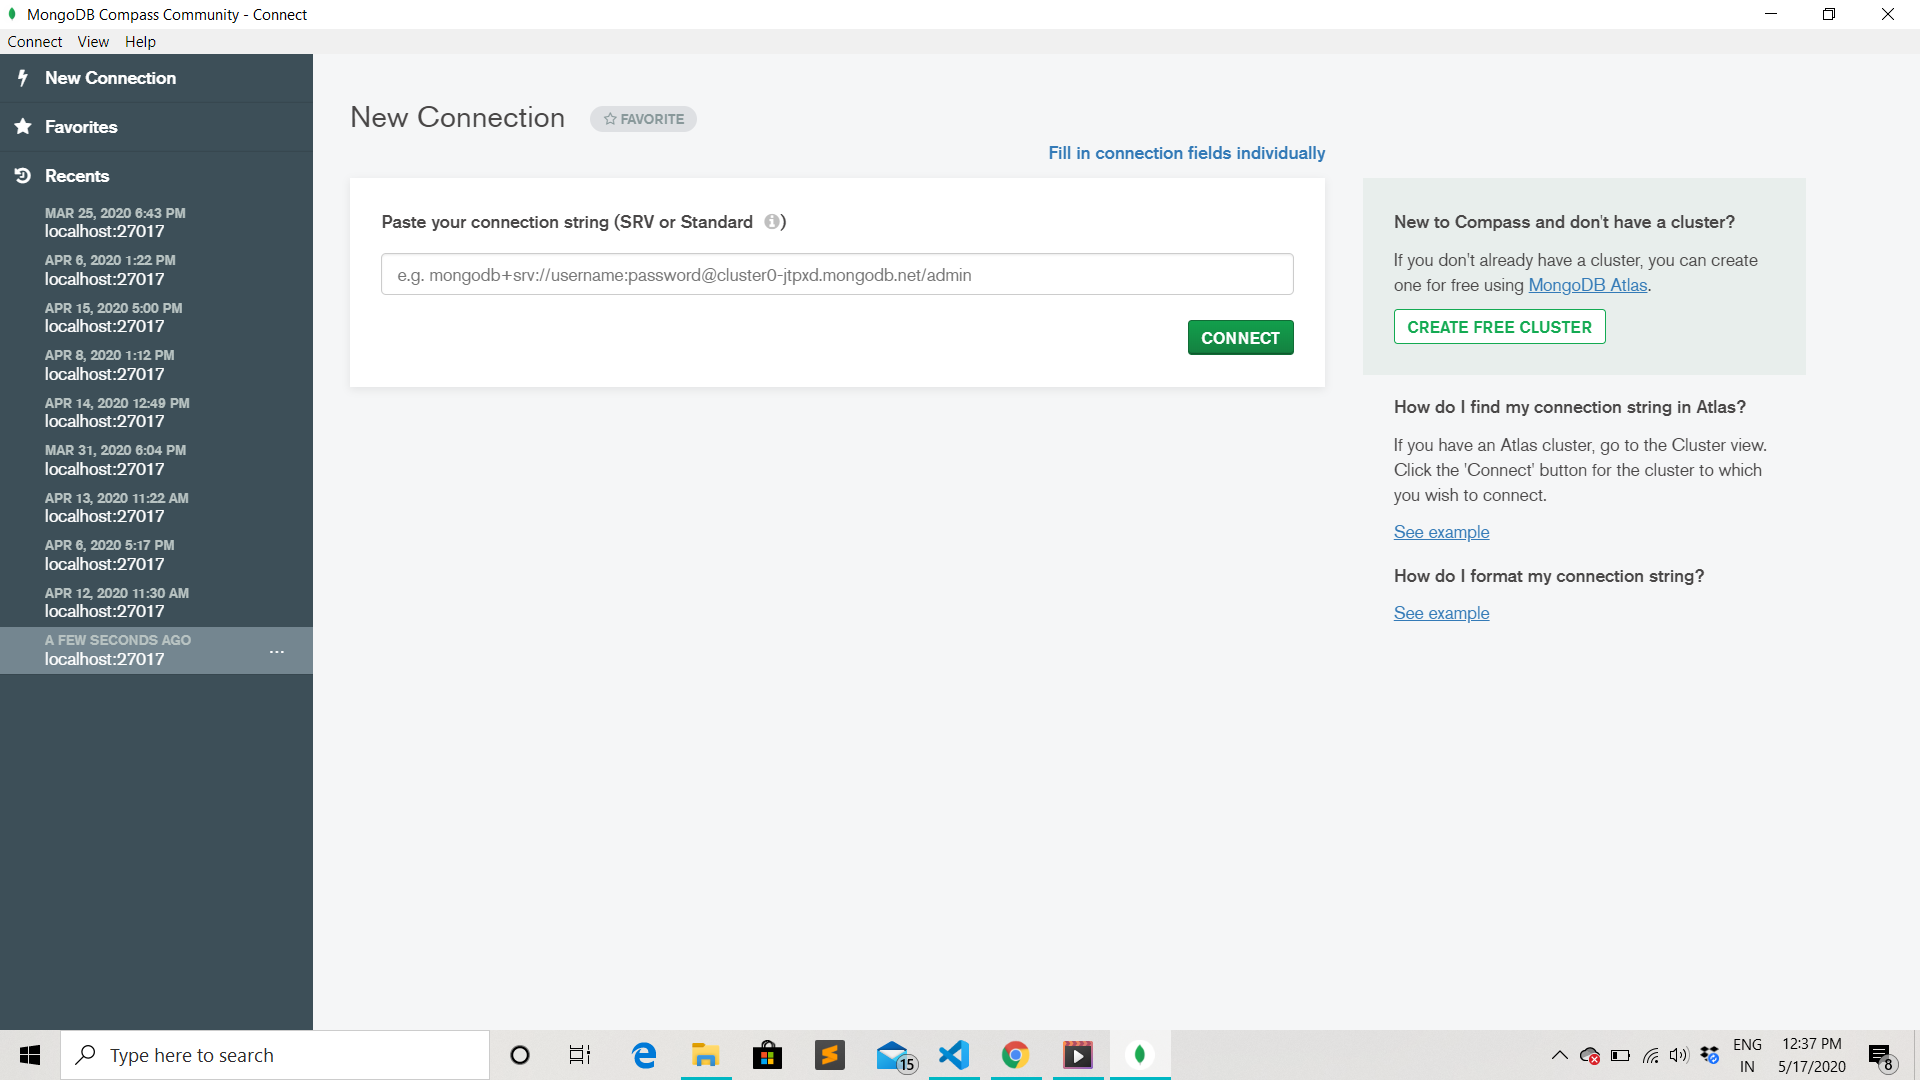 MongoDB Compass Community - Connect
Connect View Help
New Connection
Favorites
Recents
MAR 25, 2020 6:43 PM
localhost:27017
APR 6, 2020 1:22 PM
localhost:27017
APR 15, 2020 5:00 PM
localhost:27017
APR 8, 2020 1:12 PM
localhost:27017
APR 14, 2020 12:49 PM
localhost:27017
MAR 31, 2020 6:04 PM
localhost:27017
APR 13, 2020 11:22 AM
localhost:27017
APR 6, 2020 5:17 PM
localhost:27017
APR 12, 2020 11:30 AM
localhost:27017
A FEW SECONDS AGO
localhost:27017
...
New Connection
FAVORITE
Fill in connection fields individually
Paste your connection string (SRV or Standard )
e.g. mongodb+srv://username:password@cluster0-jtpxd.mongodb.net/admin
CONNECT
New to Compass and don't have a cluster?
If you don't already have a cluster, you can create
one for free using MongoDB Atlas.
CREATE FREE CLUSTER
How do I find my connection string in Atlas?
If you have an Atlas cluster, go to the Cluster view.
Click the 'Connect' button for the cluster to which
you wish to connect.
See example
How do I format my connection string?
See example
Type here to search
15
ENG
IN
12:37 PM
5/17/2020
8